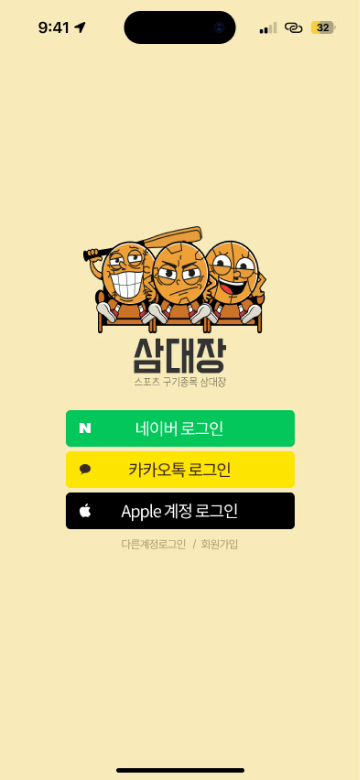 9:41
32
삼대장
스포츠 구기종목 삼대장
N 네이버 로그인
카카오톡 로그인
Apple 계정 로그인
다른계정로그인 / 회원가입